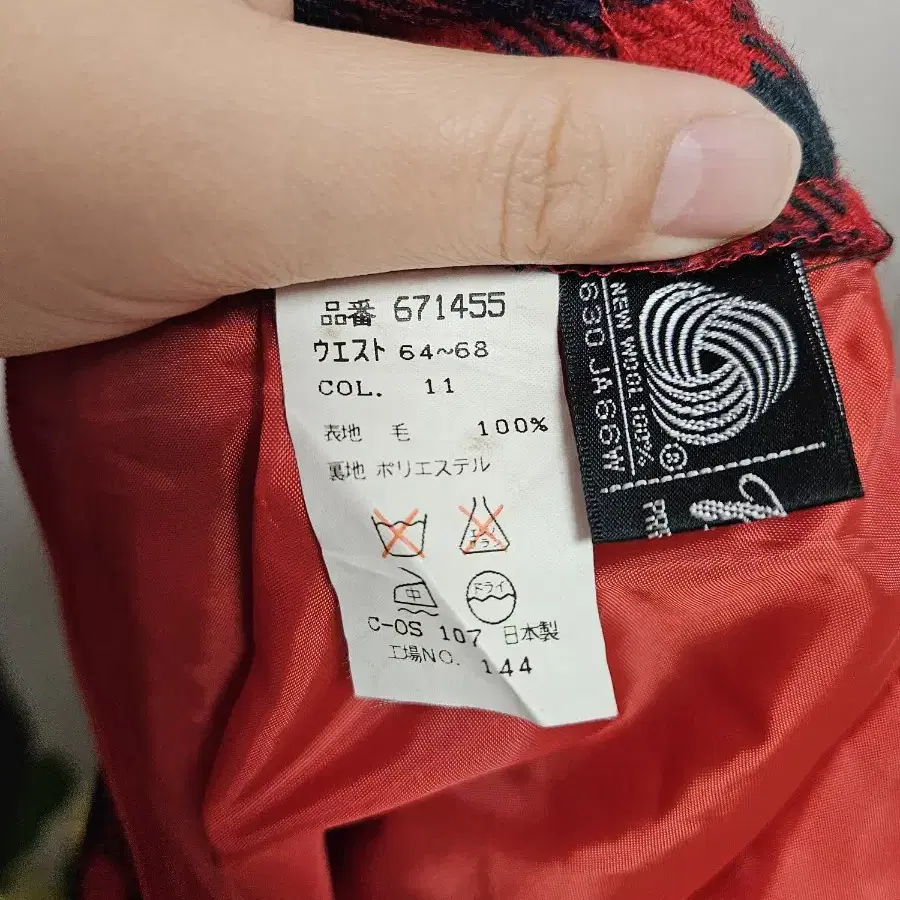 品番 671455
ウエスト 64~68
COL. 11
表地 毛 100%
裏地 ポリエステル
中
ドライ
C-OS 107 日本製
工場NO. 144
NEW WOOL 100%
630 JA66W
®